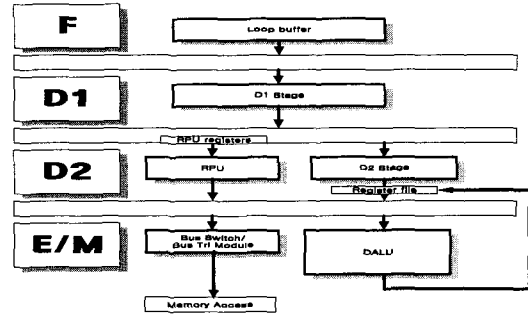 F
Loop buffer
D1
D1 Stage
RPU registers
D2
RPU
D2 Stage
Register file
E/M
Bus Switch/
Bus Trl Module
DALU
Memory Access